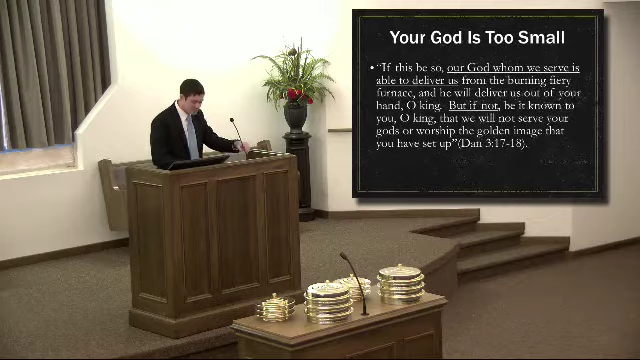 Your God Is Too Small
• “If this be so, our God whom we serve is
able to deliver us from the burning fiery
furnace, and he will deliver us out of your
hand, O king. But if not, be it known to
you, O king, that we will not serve your
gods or worship the golden image that
you have set up”(Dan 3:17-18).